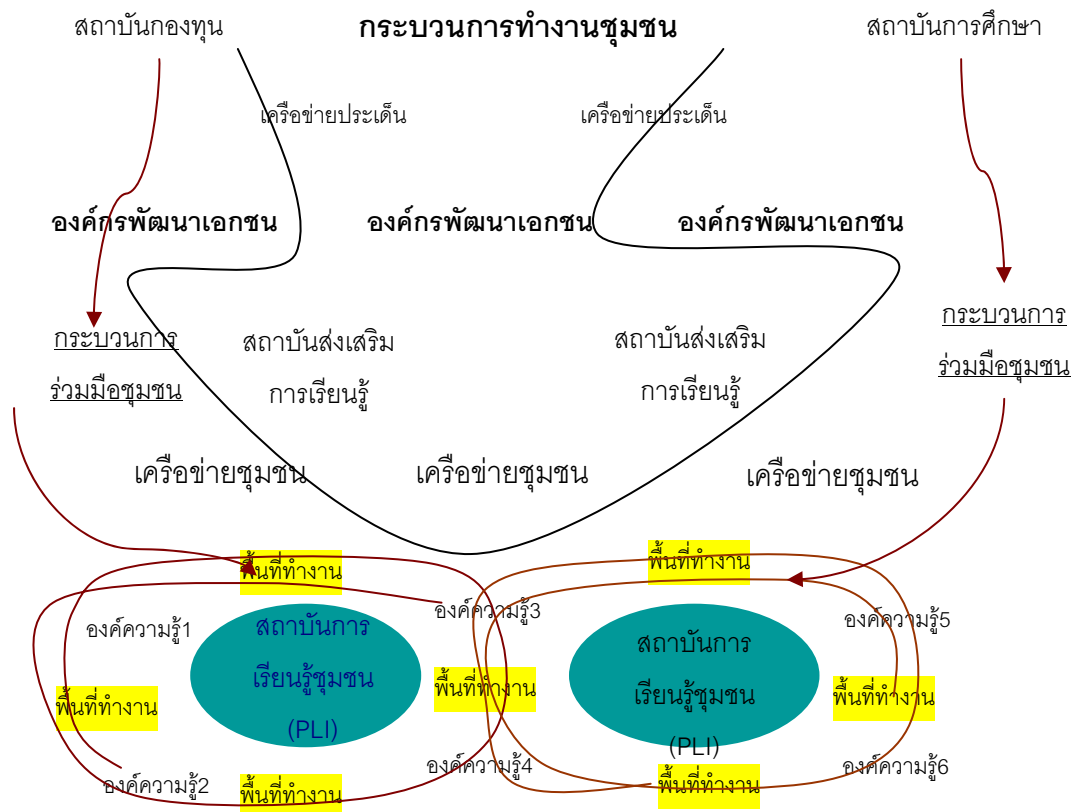 สถาบันกองทุน กระบวนการทำงานชุมชน สถาบันการศึกษา
เครือข่ายประเด็น เครือข่ายประเด็น
องค์กรพัฒนาเอกชน องค์กรพัฒนาเอกชน องค์กรพัฒนาเอกชน
กระบวนการ
ร่วมมือชุมชน
สถาบันส่งเสริม
การเรียนรู้
สถาบันส่งเสริม
การเรียนรู้
กระบวนการ
ร่วมมือชุมชน
เครือข่ายชุมชน เครือข่ายชุมชน เครือข่ายชุมชน
พื้นที่ทำงาน พื้นที่ทำงาน
องค์ความรู้1 องค์ความรู้3 องค์ความรู้5
สถาบันการ
เรียนรู้ชุมชน
(PLI)
สถาบันการ
เรียนรู้ชุมชน
(PLI)
พื้นที่ทำงาน พื้นที่ทำงาน พื้นที่ทำงาน
องค์ความรู้2 องค์ความรู้4 องค์ความรู้6
พื้นที่ทำงาน พื้นที่ทำงาน